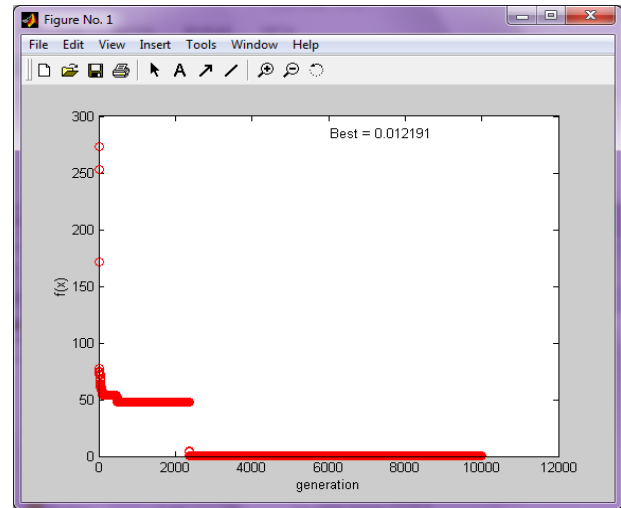 Figure No. 1
File Edit View Insert Tools Window Help
A
300
Best = 0.012191
250
200
150
100
50
0
f(x)
0 2000 4000 6000 8000 10000 12000
generation